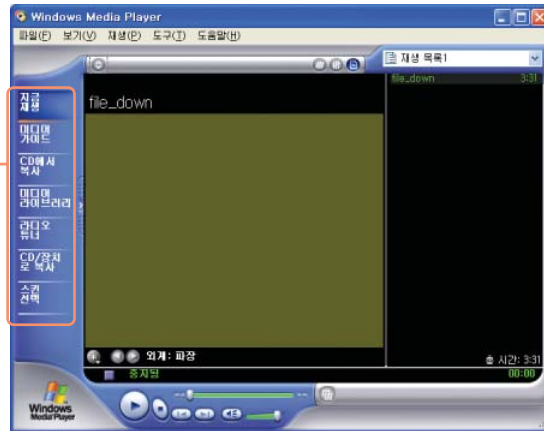 Windows Media Player
파일(F) 보기(V) 재생(P) 도구(T) 도움말(H)
재생 목록1
file_down 3:31
file_down
지금
재생
미디어
가이드
CD에서
복사
미디어
라이브러리
라디오
튜너
CD/장치
로 복사
스킨
선택
외계: 파장
총 시간: 3:31
중지됨 00:00
Windows
Media Player